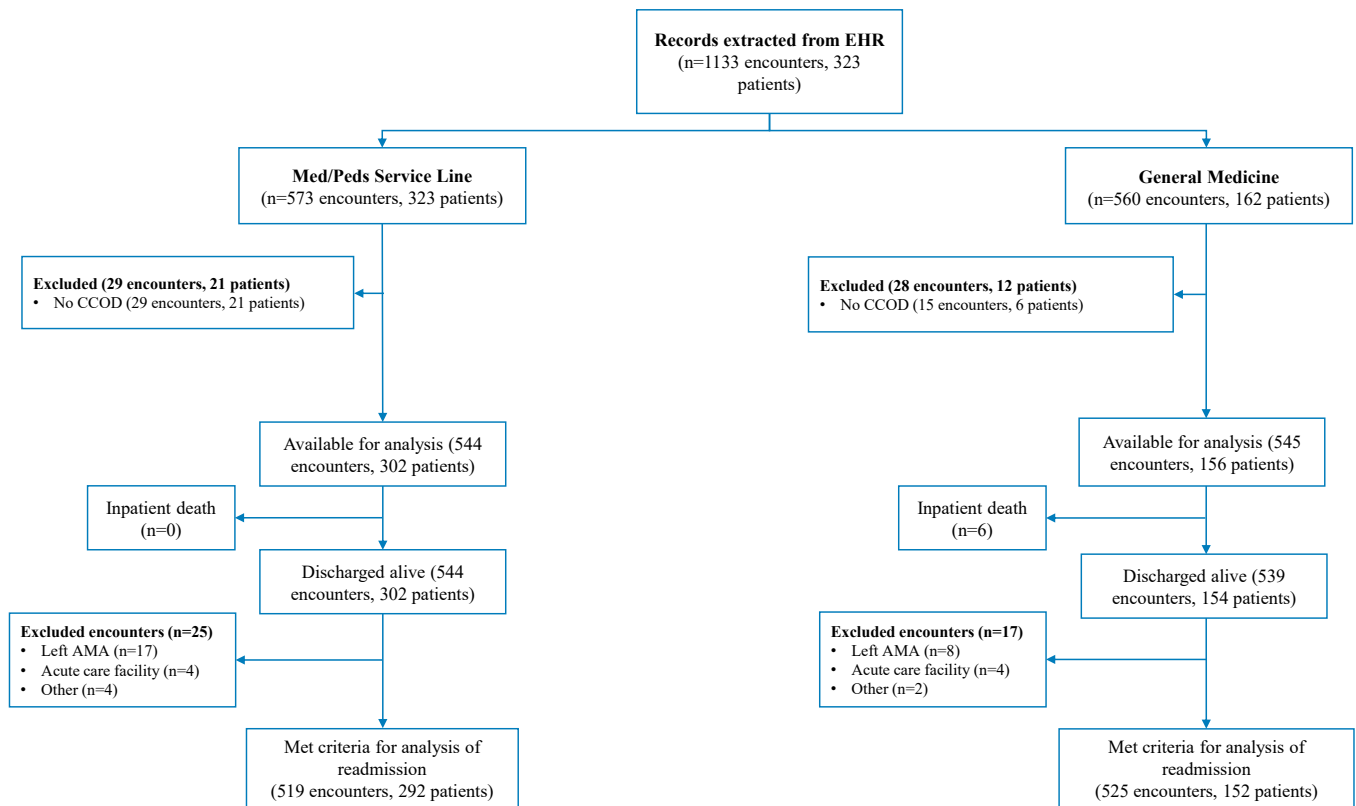 Records extracted from EHR
(n=1133 encounters, 323
patients)
Med/Peds Service Line
(n=573 encounters, 323 patients)
General Medicine
(n=560 encounters, 162 patients)
Excluded (29 encounters, 21 patients)
• No CCOD (29 encounters, 21 patients)
Excluded (28 encounters, 12 patients)
• No CCOD (15 encounters, 6 patients)
Available for analysis (544
encounters, 302 patients)
Available for analysis (545
encounters, 156 patients)
Inpatient death
(n=0)
Inpatient death
(n=6)
Discharged alive (544
encounters, 302 patients)
Discharged alive (539
encounters, 154 patients)
Excluded encounters (n=25)
• Left AMA (n=17)
• Acute care facility (n=4)
• Other (n=4)
Excluded encounters (n=17)
• Left AMA (n=8)
• Acute care facility (n=4)
• Other (n=2)
Met criteria for analysis of
readmission
(519 encounters, 292 patients)
Met criteria for analysis of
readmission
(525 encounters, 152 patients)